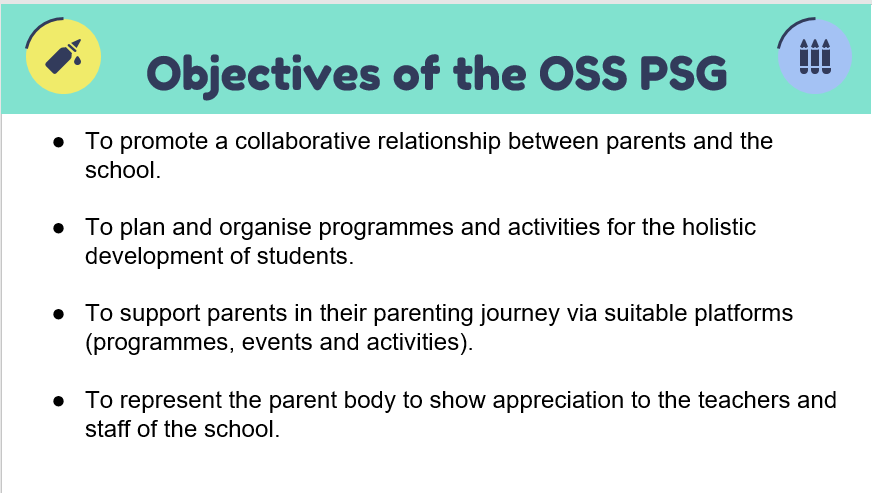 Objectives of the OSS PSG
● To promote a collaborative relationship between parents and the
school.
● To plan and organise programmes and activities for the holistic
development of students.
● To support parents in their parenting journey via suitable platforms
(programmes, events and activities).
● To represent the parent body to show appreciation to the teachers and
staff of the school.